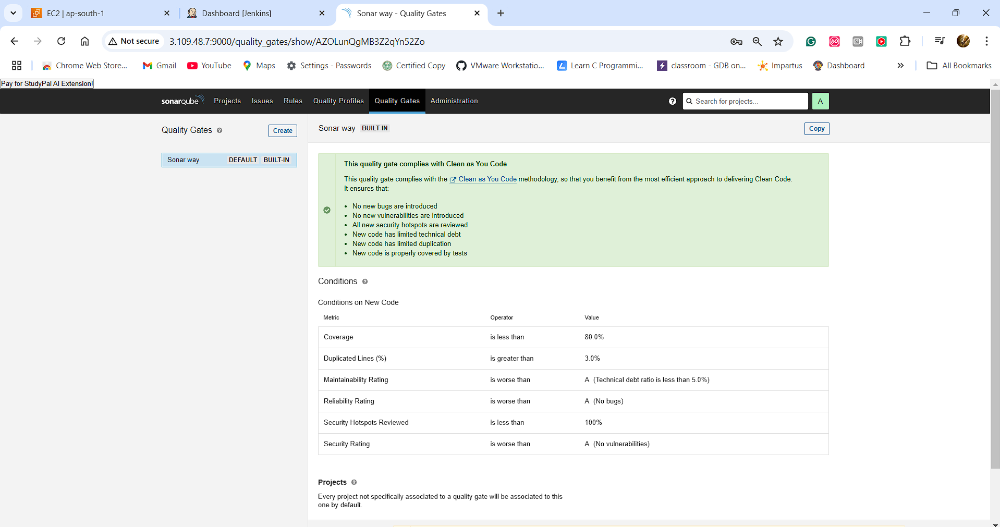 EC2 | ap-south-1
Dashboard [Jenkins]
Sonar way - Quality Gates
Not secure
3.109.48.7:9000/quality_gates/show/AZOLunQgMB3Z2qYn52Zo
Chrome Web Store...
Gmail
YouTube
Maps
Settings - Passwords
Certified Copy
VMware Workstatio...
Learn C Programmi...
classroom - GDB on...
Impartus
Dashboard
All Bookmarks
Pay for StudyPal AI Extension!
sonarqube
Projects
Issues
Rules
Quality Profiles
Quality Gates
Administration
Search for projects...
A
Quality Gates
Create
Sonar way BUILT-IN
Copy
Sonar way DEFAULT BUILT-IN
This quality gate complies with Clean as You Code
This quality gate complies with the Clean as You Code methodology, so that you benefit from the most efficient approach to delivering Clean Code.
It ensures that:
• No new bugs are introduced
• No new vulnerabilities are introduced
• All new security hotspots are reviewed
• New code has limited technical debt
• New code has limited duplication
• New code is properly covered by tests
Conditions
Conditions on New Code
Metric Operator Value
Coverage is less than 80.0%
Duplicated Lines (%) is greater than 3.0%
Maintainability Rating is worse than A (Technical debt ratio is less than 5.0%)
Reliability Rating is worse than A (No bugs)
Security Hotspots Reviewed is less than 100%
Security Rating is worse than A (No vulnerabilities)
Projects
Every project not specifically associated to a quality gate will be associated to this
one by default.